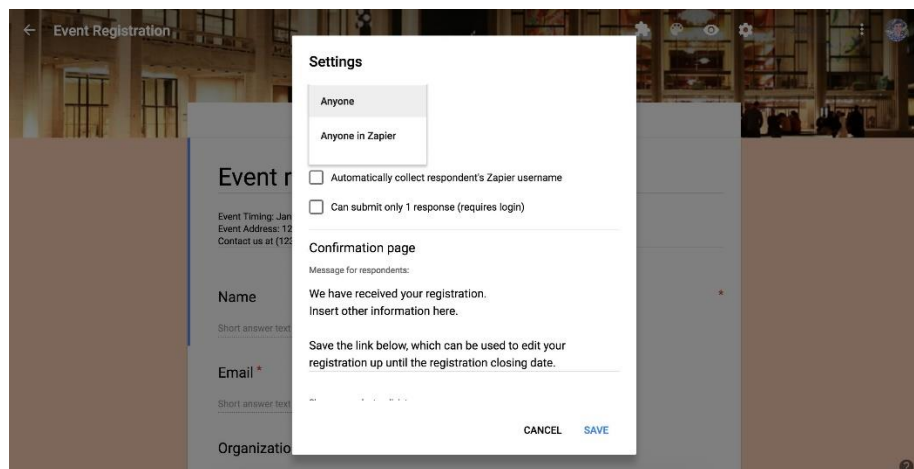 Event Registration
Settings
Anyone
Anyone in Zapier
Automatically collect respondent's Zapier username
Can submit only 1 response (requires login)
Confirmation page
Message for respondents:
We have received your registration.
Insert other information here.
Save the link below, which can be used to edit your
registration up until the registration closing date.
CANCEL SAVE
Event r
Event Timing: Jan
Event Address: 12
Contact us at (123
Name *
Short answer text
Email *
Short answer text
Organizatio